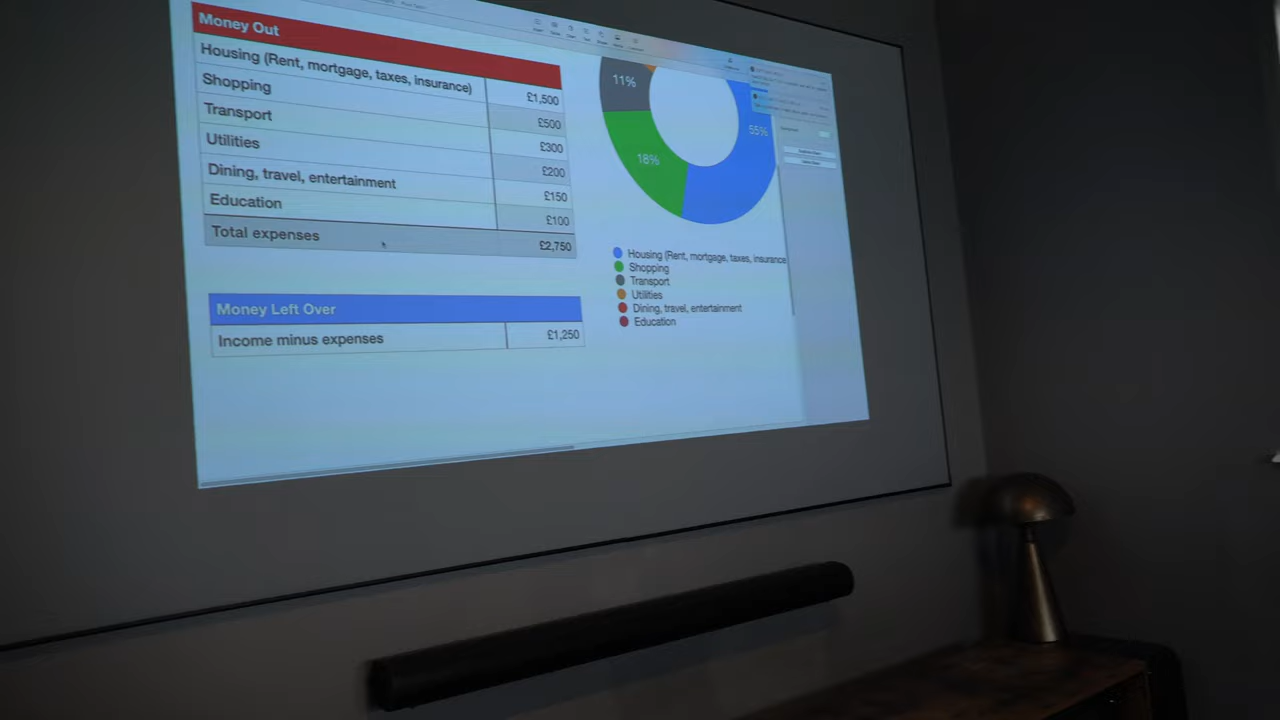 Money Out
Housing (Rent, mortgage, taxes, insurance) £1,500
Shopping £500
Transport £300
Utilities £200
Dining, travel, entertainment £150
Education £100
Total expenses £2,750
Money Left Over
Income minus expenses £1,250
11%
55%
18%
Housing (Rent, mortgage, taxes, insurance
Shopping
Transport
Utilities
Dining, travel, entertainment
Education